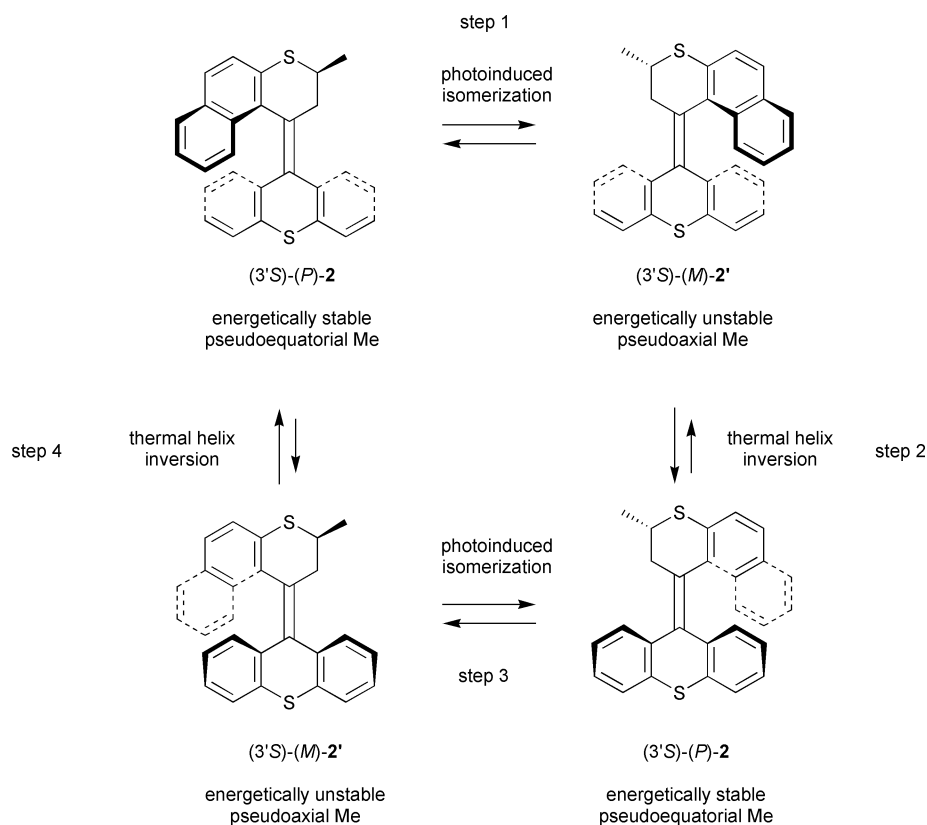 step 1
S
photoinduced
isomerization
S
S
S
(3'S)-(P)-2
(3'S)-(M)-2'
energetically stable
pseudoequatorial Me
energetically unstable
pseudoaxial Me
step 4
thermal helix
inversion
thermal helix
inversion
step 2
S
photoinduced
isomerization
S
step 3
S
S
(3'S)-(M)-2'
(3'S)-(P)-2
energetically unstable
pseudoaxial Me
energetically stable
pseudoequatorial Me